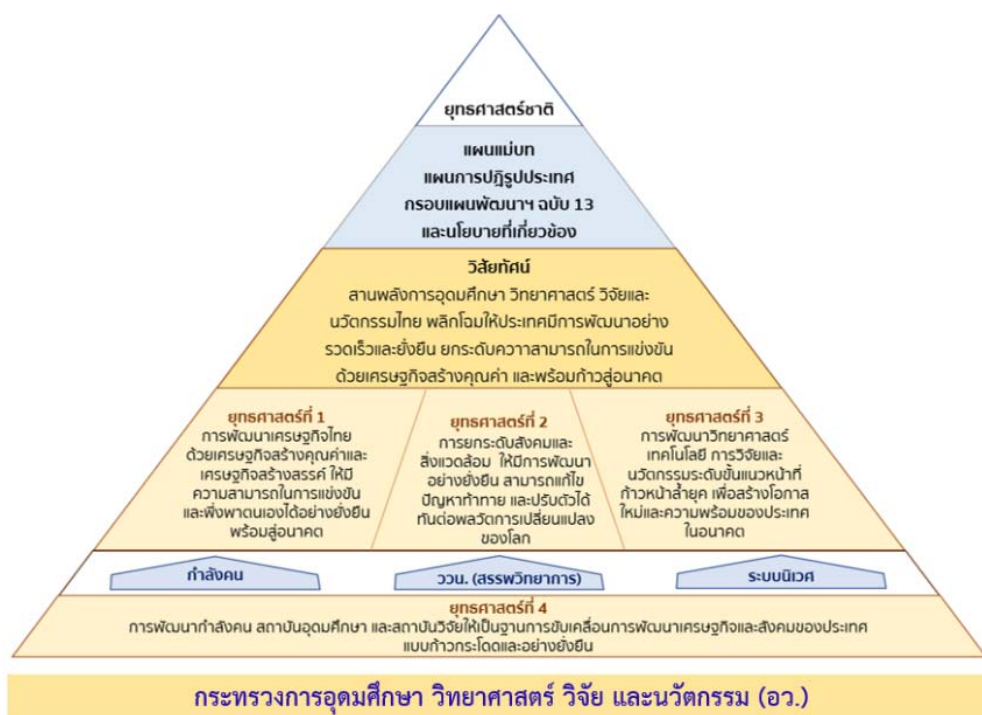 ยุทธศาสตร์ชาติ
แผนแม่บท
แผนการปฎิรูปประเทศ
กรอบแผนพัฒนาฯ ฉบับ 13
และนโยบายที่เกี่ยวข้อง
วิสัยทัศน์
สานพลังการอุดมศึกษา วิทยาศาสตร์ วิจัยและ
นวัตกรรมไทย พลิกโฉมให้ประเทศมีการพัฒนาอย่าง
รวดเร็วและยั่งยืน ยกระดับควาาสามารถในการแข่งขัน
ด้วยเศรษฐกิจสร้างคุณค่า และพร้อมก้าวสู่อนาคต
ยุทธศาสตร์ที่ 1
การพัฒนาเศรษฐกิจไทย
ด้วยเศรษฐกิจสร้างคุณค่าและ
เศรษฐกิจสร้างสรรค์ ให้มี
ความสามารถในการแข่งขัน
และพึ่งพาตนเองได้อย่างยั่งยืน
พร้อมสู่อนาคต
ยุทธศาสตร์ที่ 2
การยกระดับสังคมและ
สิ่งแวดล้อม ให้มีการพัฒนา
อย่างยั่งยืน สามารถแก้ไข
ปัญหาท้าทาย และปรับตัวได้
ทันต่อพลวัตการเปลี่ยนแปลง
ของโลก
ยุทธศาสตร์ที่ 3
การพัฒนาวิทยาศาสตร์
เทคโนโลยี การวิจัยและ
นวัตกรรมระดับขั้นแนวหน้าที่
ก้าวหน้าล้ำยุค เพื่อสร้างโอกาส
ใหม่และความพร้อมของประเทศ
ในอนาคต
กำลังคน
ววน. (สรรพวิทยาการ)
ระบบนิเวศ
ยุทธศาสตร์ที่ 4
การพัฒนากำลังคน สถาบันอุดมศึกษา และสถาบันวิจัยให้เป็นฐานการขับเคลื่อนการพัฒนาเศรษฐกิจและสังคมของประเทศ
แบบก้าวกระโดดและอย่างยั่งยืน
กระทรวงการอุดมศึกษา วิทยาศาสตร์ วิจัย และนวัตกรรม (อว.)